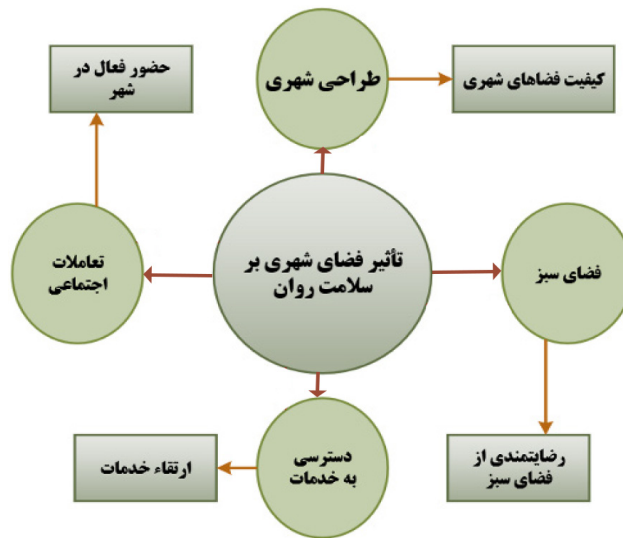 طراحی شهری
کیفیت فضاهای شهری
حضور فعال در
شهر
تأثیر فضای شهری بر
سلامت روان
فضای سبز
تعاملات
اجتماعی
رضایتمندی از
فضای سبز
دسترسی
به خدمات
ارتقاء خدمات